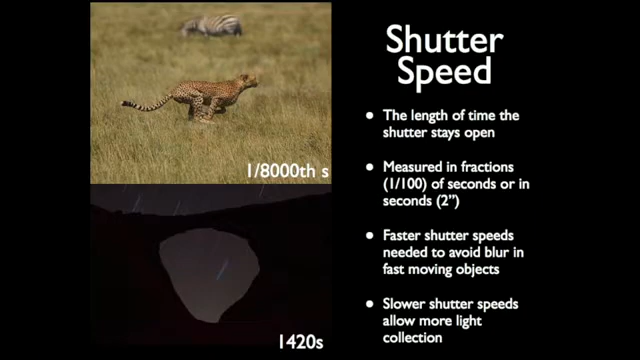 Shutter
Speed
● The length of time the
shutter stays open
● Measured in fractions
(1/100) of seconds or in
seconds (2”)
● Faster shutter speeds
needed to avoid blur in
fast moving objects
● Slower shutter speeds
allow more light
collection
1/8000th s
1420s